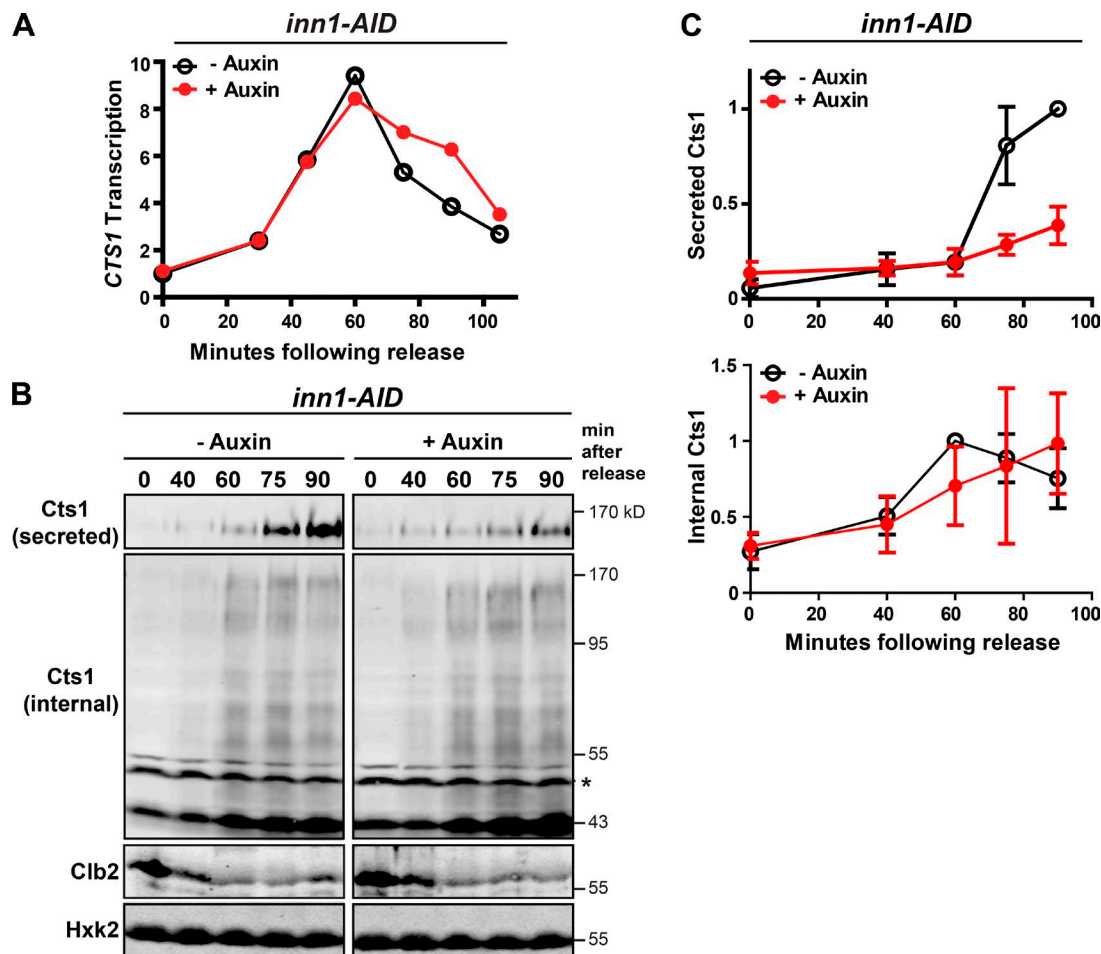 A
inn1-AID
- Auxin
+ Auxin
CTS1 Transcription
10
8
6
4
2
0
0 20 40 60 80 100
Minutes following release
B
inn1-AID
- Auxin + Auxin
min after release
0 40 60 75 90 0 40 60 75 90
Cts1 (secreted)
170 kD
Cts1 (internal)
170
95
55
*
43
Clb2
55
Hxk2
55
C
inn1-AID
- Auxin
+ Auxin
Secreted Cts1
1
0.5
0
0 20 40 60 80 100
- Auxin
+ Auxin
Internal Cts1
1.5
1
0.5
0
0 20 40 60 80 100
Minutes following release